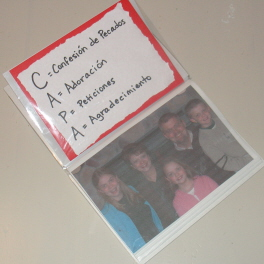 C = Confesión de Pecados
A = Adoración
P = Peticiones
A = Agradecimiento